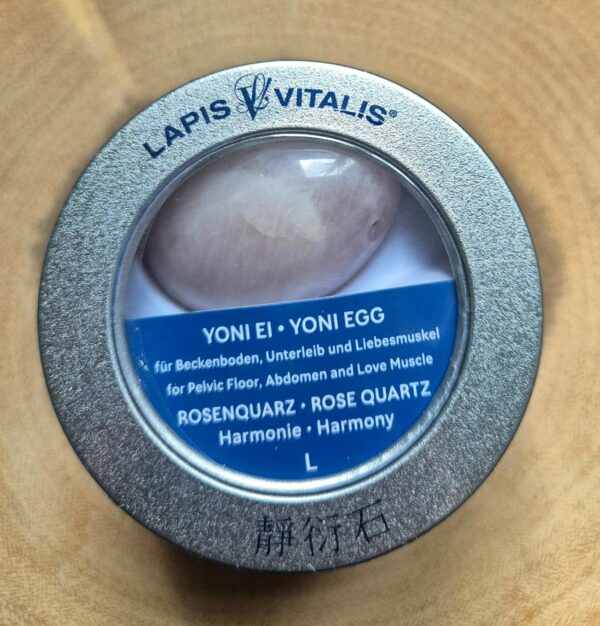 LAPIS VITALIS®
YONI EI • YONI EGG
für Beckenboden, Unterleib und Liebesmuskel
for Pelvic Floor, Abdomen and Love Muscle
ROSENQUARZ • ROSE QUARTZ
Harmonie • Harmony
L
靜衍石